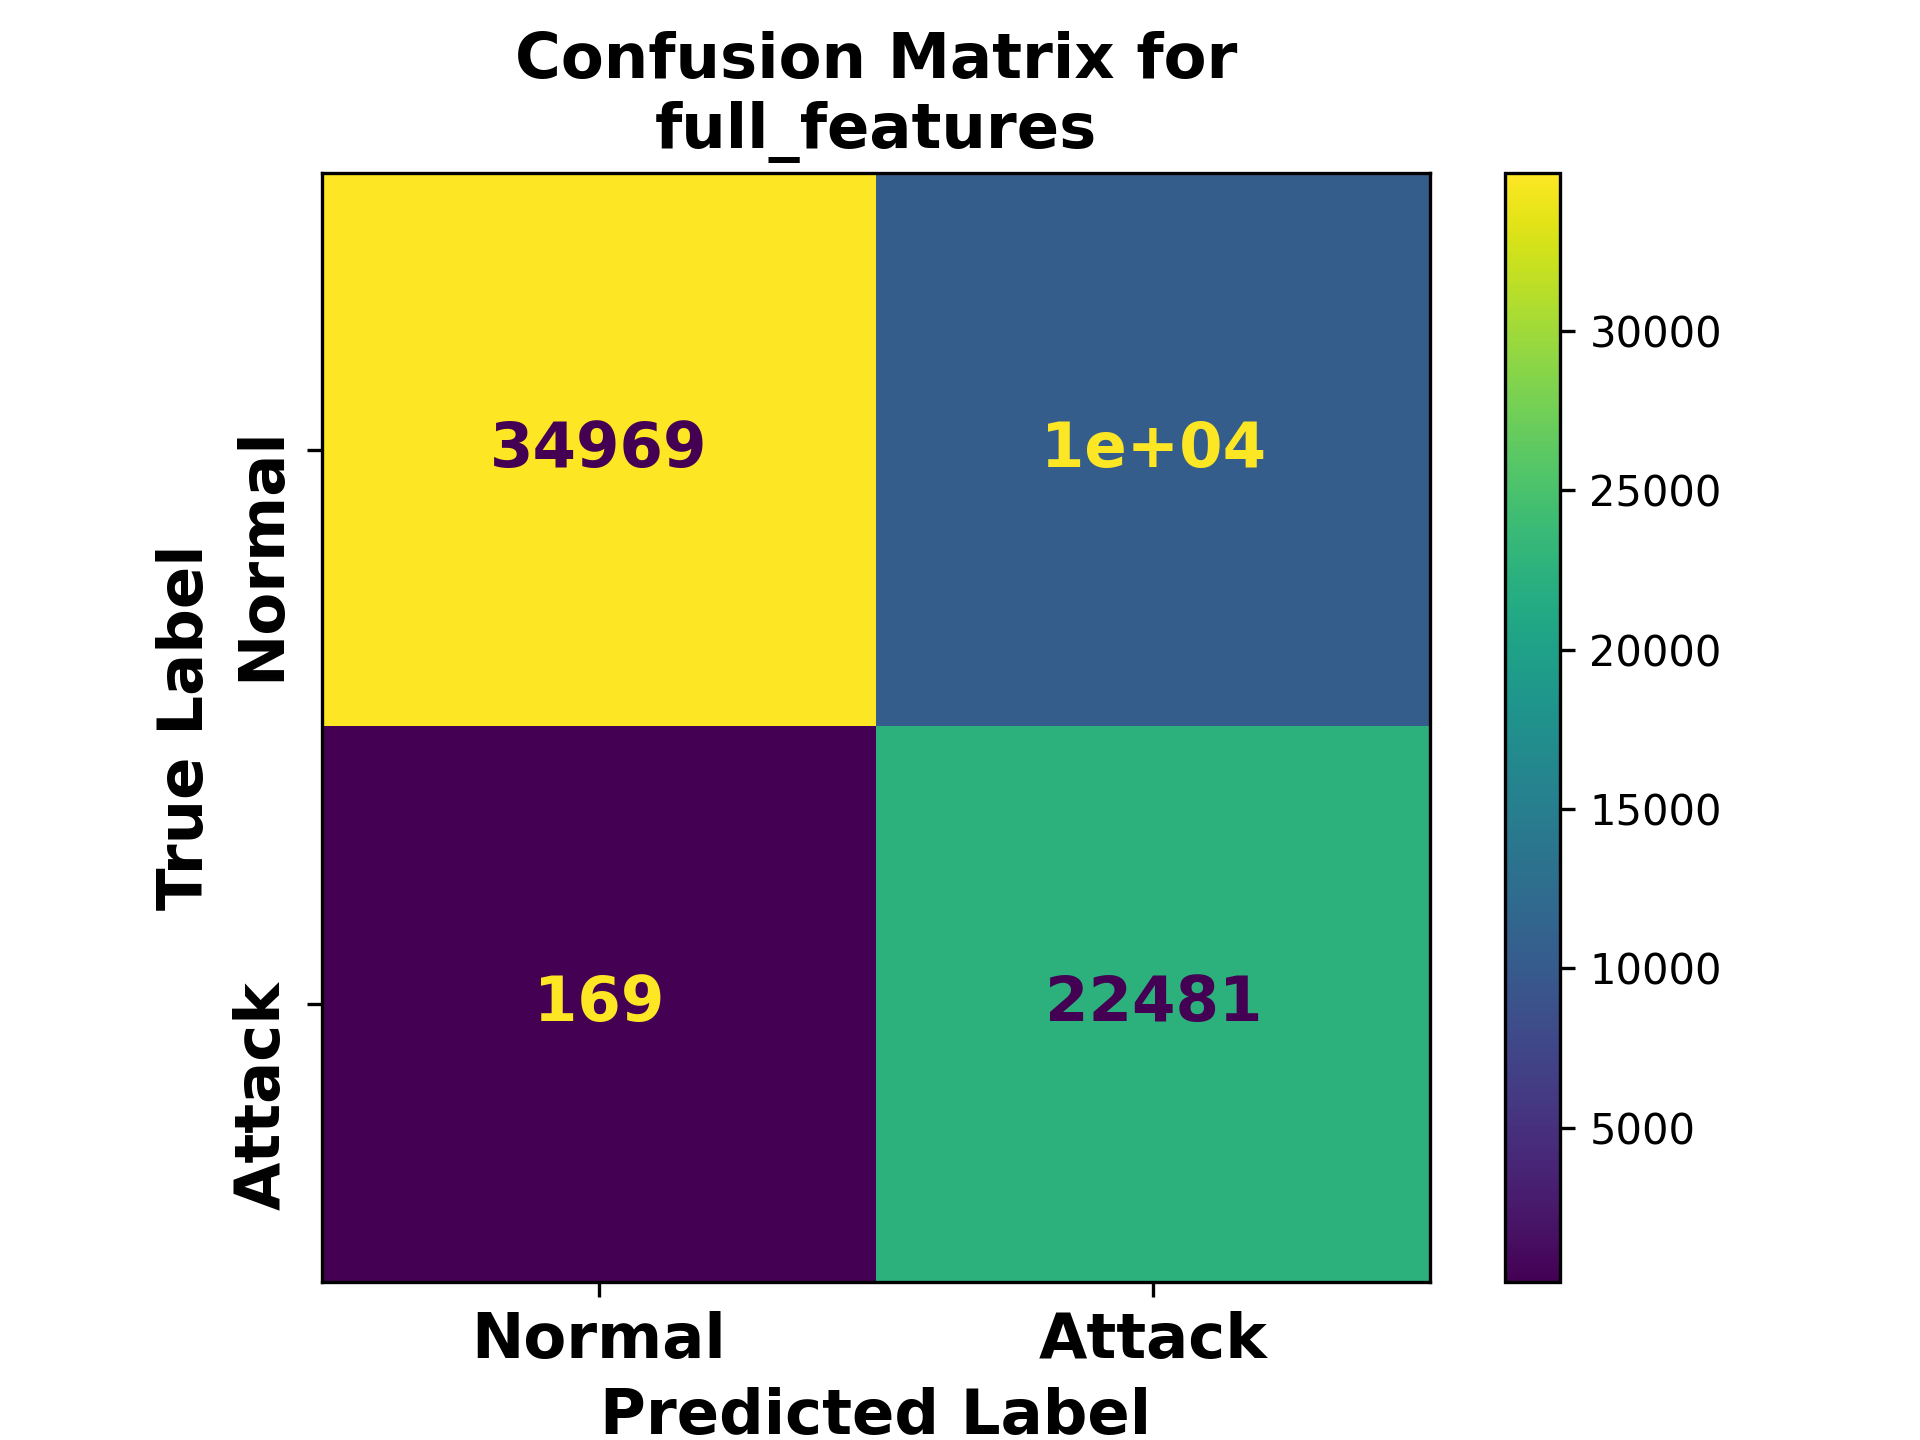 Confusion Matrix for
full_features
True Label
Normal
34969
1e+04
Attack
169
22481
Normal
Attack
Predicted Label
30000
25000
20000
15000
10000
5000